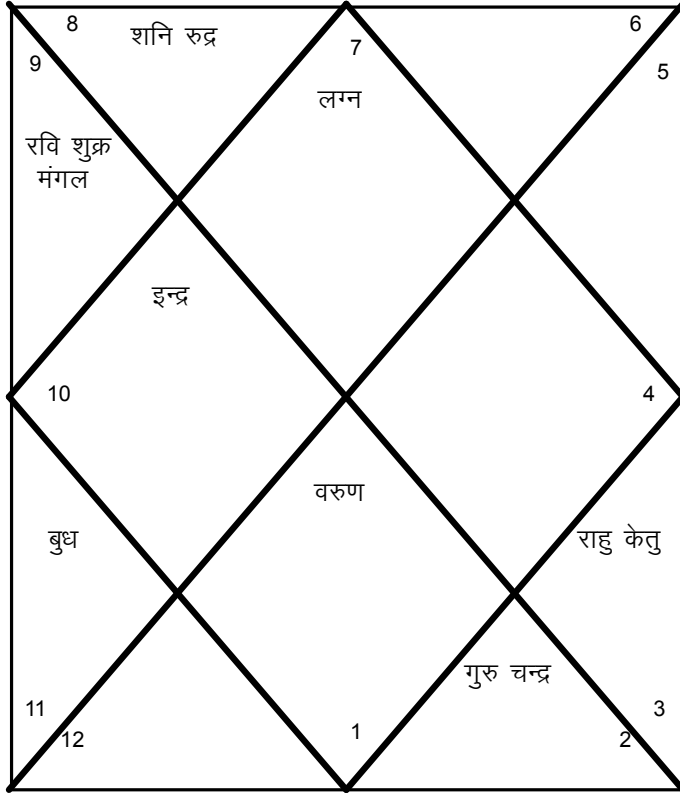 8
शनि रुद्र
7
6
9
5
लग्न
रवि शुक्र
मंगल
इन्द्र
10
4
वरुण
बुध
राहु केतु
गुरु चन्द्र
11
3
12
1
2